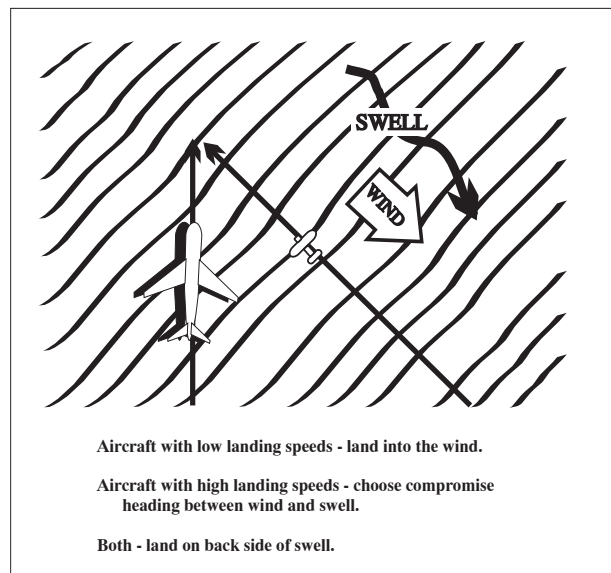 SWELL
WIND
Aircraft with low landing speeds - land into the wind.
Aircraft with high landing speeds - choose compromise
heading between wind and swell.
Both - land on back side of swell.